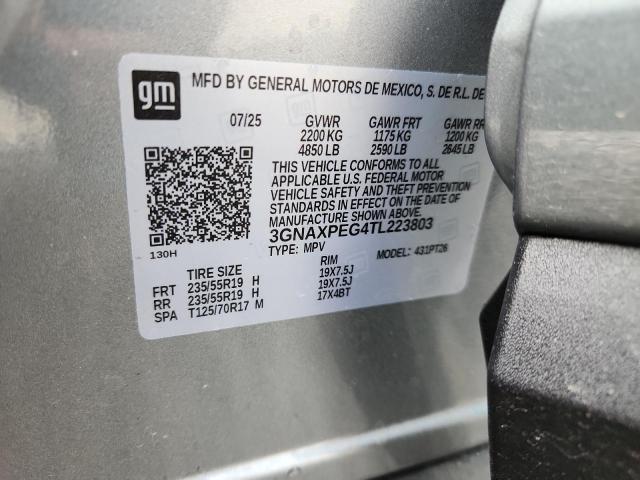 gm
MFD BY GENERAL MOTORS DE MEXICO, S. DE R.L. DE
07/25 GVWR GAWR FRT GAWR RR
2200 KG 1175 KG 1200 KG
4850 LB 2590 LB 2645 LB
THIS VEHICLE CONFORMS TO ALL
APPLICABLE U.S. FEDERAL MOTOR
VEHICLE SAFETY AND THEFT PREVENTION
STANDARDS IN EFFECT ON THE DATE OF
MANUFACTURE SHOWN ABOVE.
3GNAXPEG4TL223803
130H TYPE: MPV MODEL: 431PT26
TIRE SIZE RIM
FRT 235/55R19 H 19X7.5J
RR 235/55R19 H 19X7.5J
SPA T125/70R17 M 17X4BT